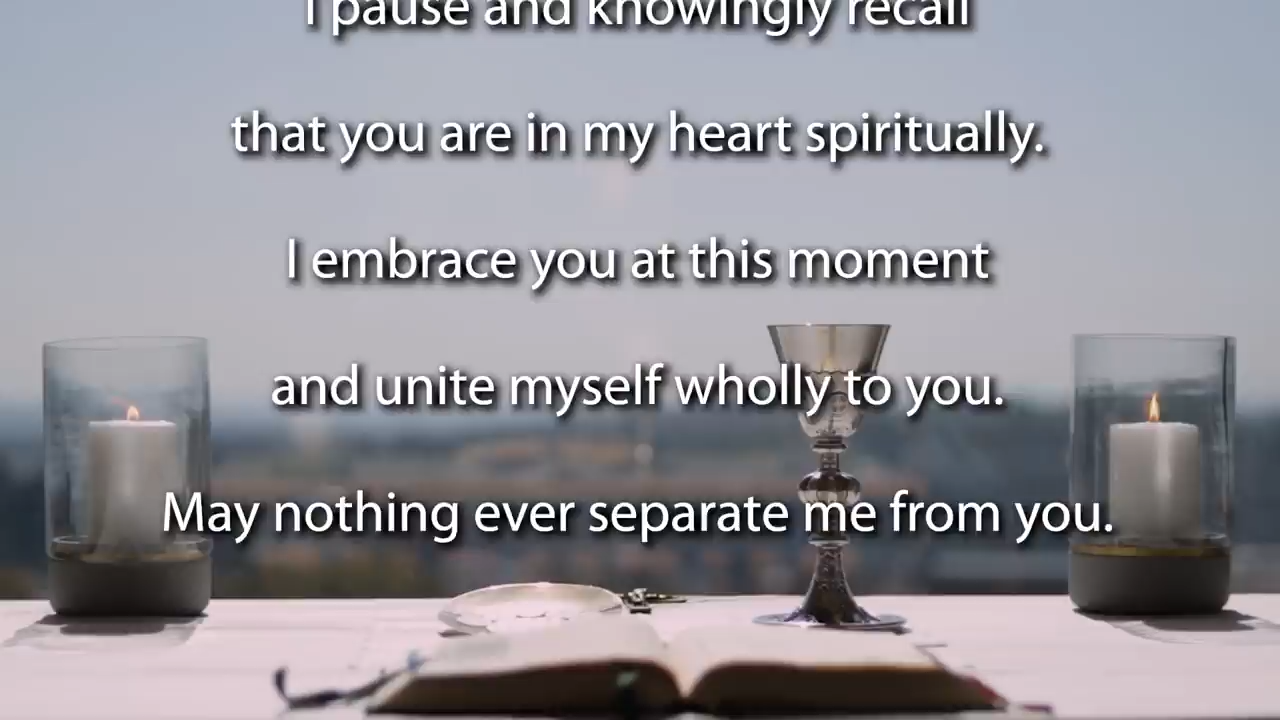 I pause and knowingly recall
that you are in my heart spiritually.
I embrace you at this moment
and unite myself wholly to you.
May nothing ever separate me from you.